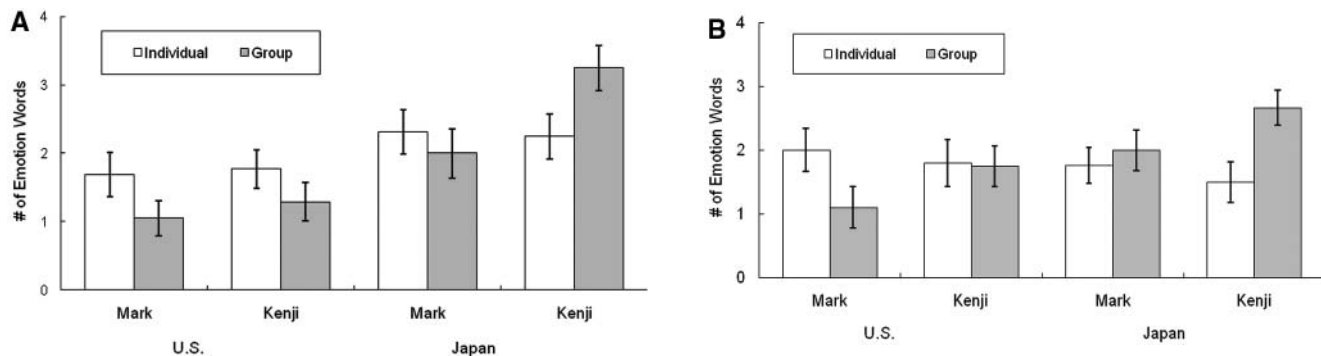 A
# of Emotion Words
4
3
2
1
0
Individual Group
Mark Kenji Mark Kenji
U.S. Japan
B
# of Emotion Words
4
3
2
1
0
Individual Group
Mark Kenji Mark Kenji
U.S. Japan